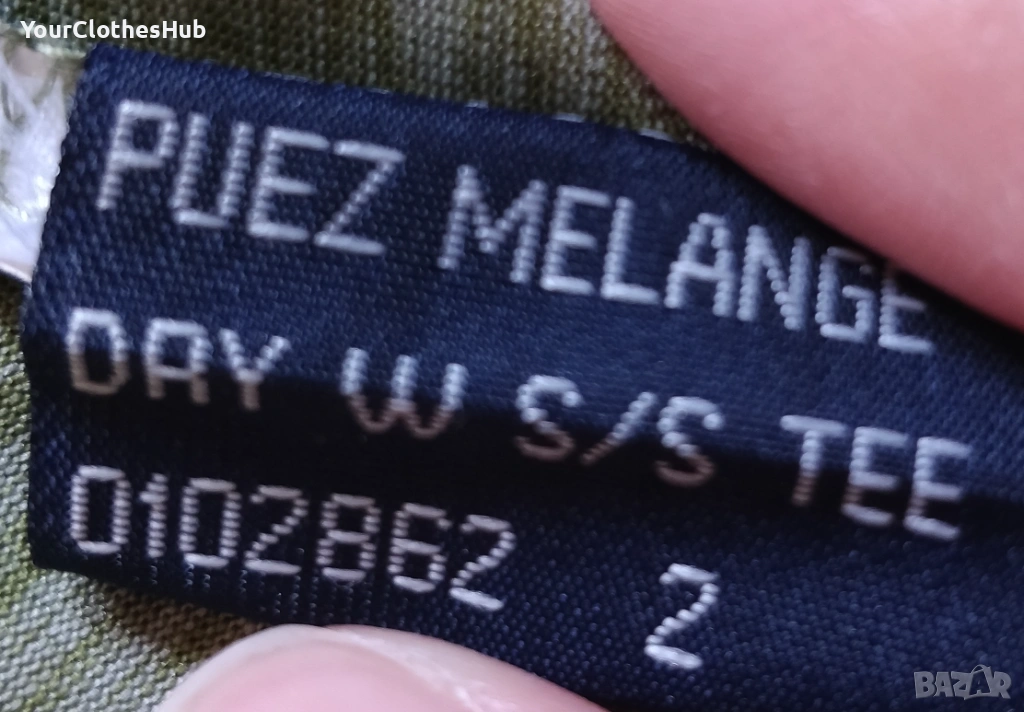 YourClothesHub
PUEZ MELANGE
DRY W S/S TEE
0102862 2
BAZAR